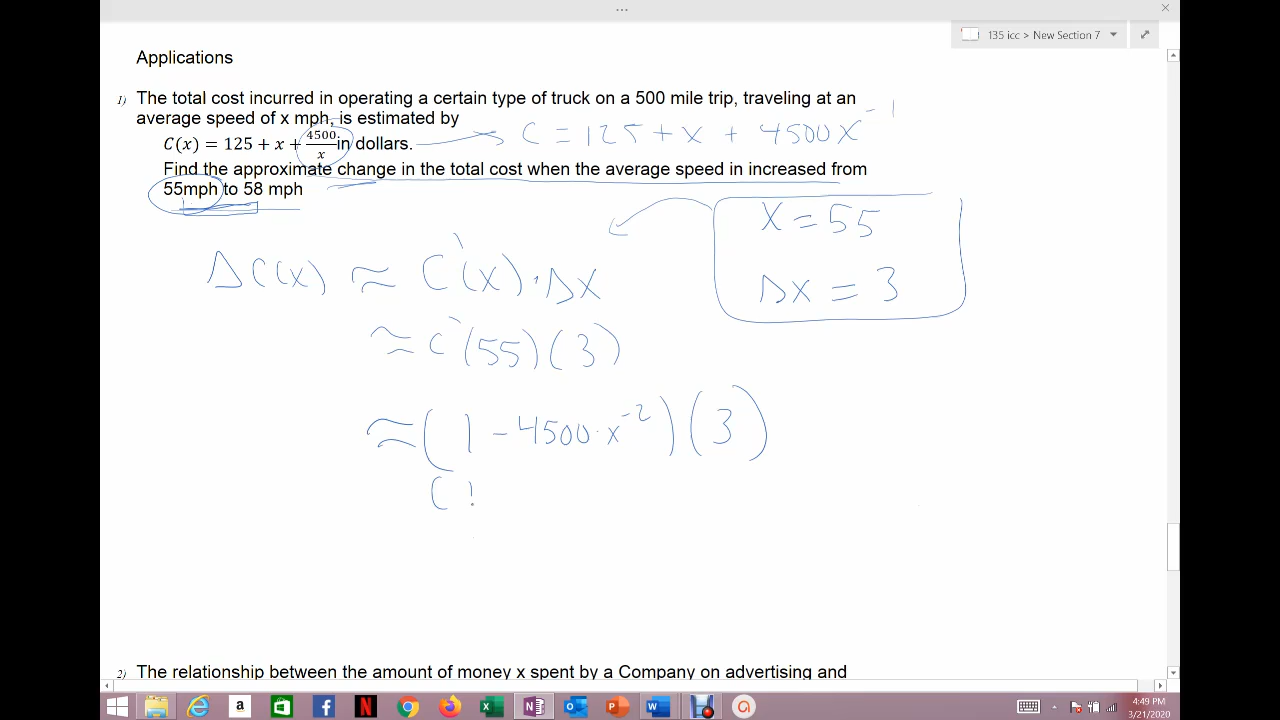 135 icc > New Section 7
Applications
1) The total cost incurred in operating a certain type of truck on a 500 mile trip, traveling at an
average speed of x mph, is estimated by
C(x) = 125 + x + 4500/x in dollars. → C = 125 + x + 4500x⁻¹
Find the approximate change in the total cost when the average speed in increased from
55mph to 58 mph
x = 55
Δx = 3
ΔC(x) ≈ C'(x) · Δx
≈ C'(55)(3)
≈ (1 - 4500·x⁻²)(3)
( 1
2) The relationship between the amount of money x spent by a Company on advertising and
4:49 PM
3/21/2020